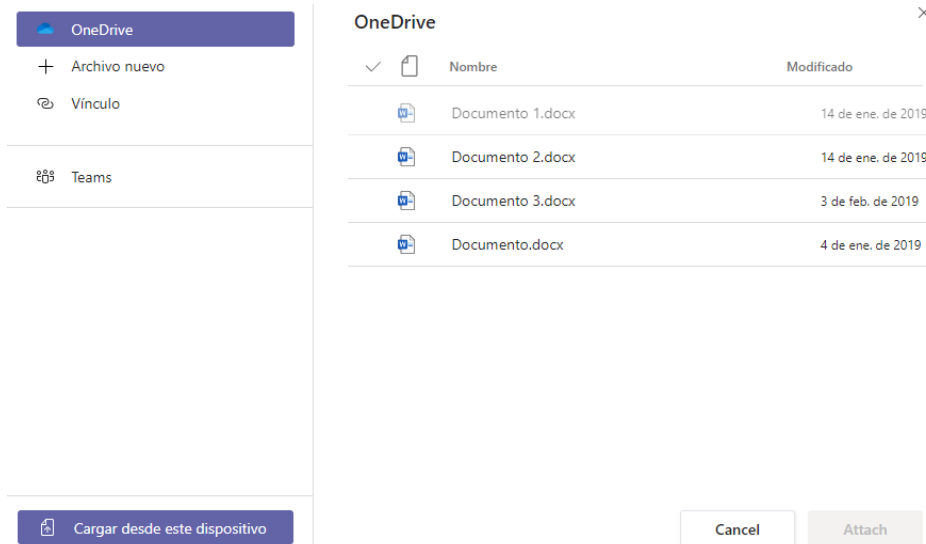 OneDrive
Archivo nuevo
Vínculo
Teams
Cargar desde este dispositivo
OneDrive
Nombre Modificado
Documento 1.docx 14 de ene. de 2019
Documento 2.docx 14 de ene. de 2019
Documento 3.docx 3 de feb. de 2019
Documento.docx 4 de ene. de 2019
Cancel Attach